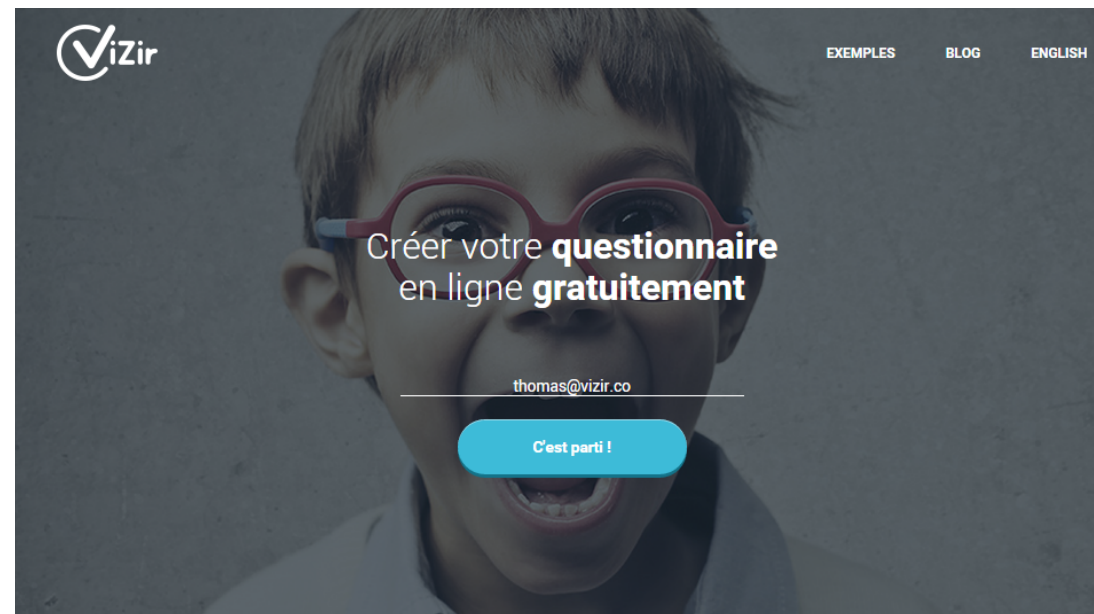 Vizir
EXEMPLES
BLOG
ENGLISH
Créer votre questionnaire
en ligne gratuitement
thomas@vizir.co
C'est parti !